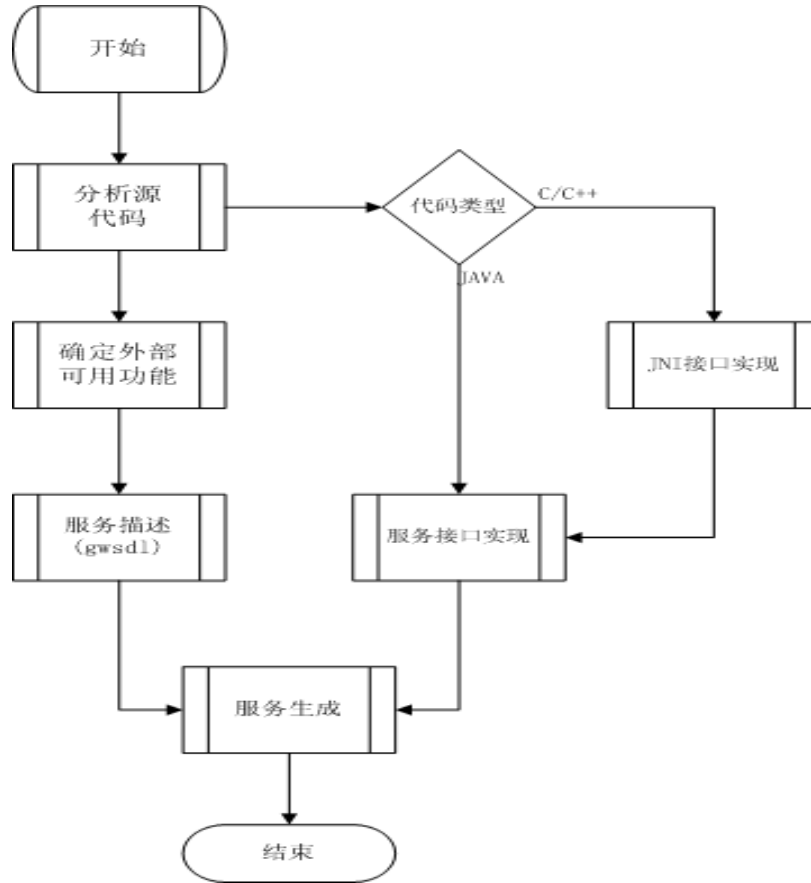 开始
分析源
代码
代码类型
C/C++
JAVA
确定外部
可用功能
JNI接口实现
服务描述
(gwsdl)
服务接口实现
服务生成
结束